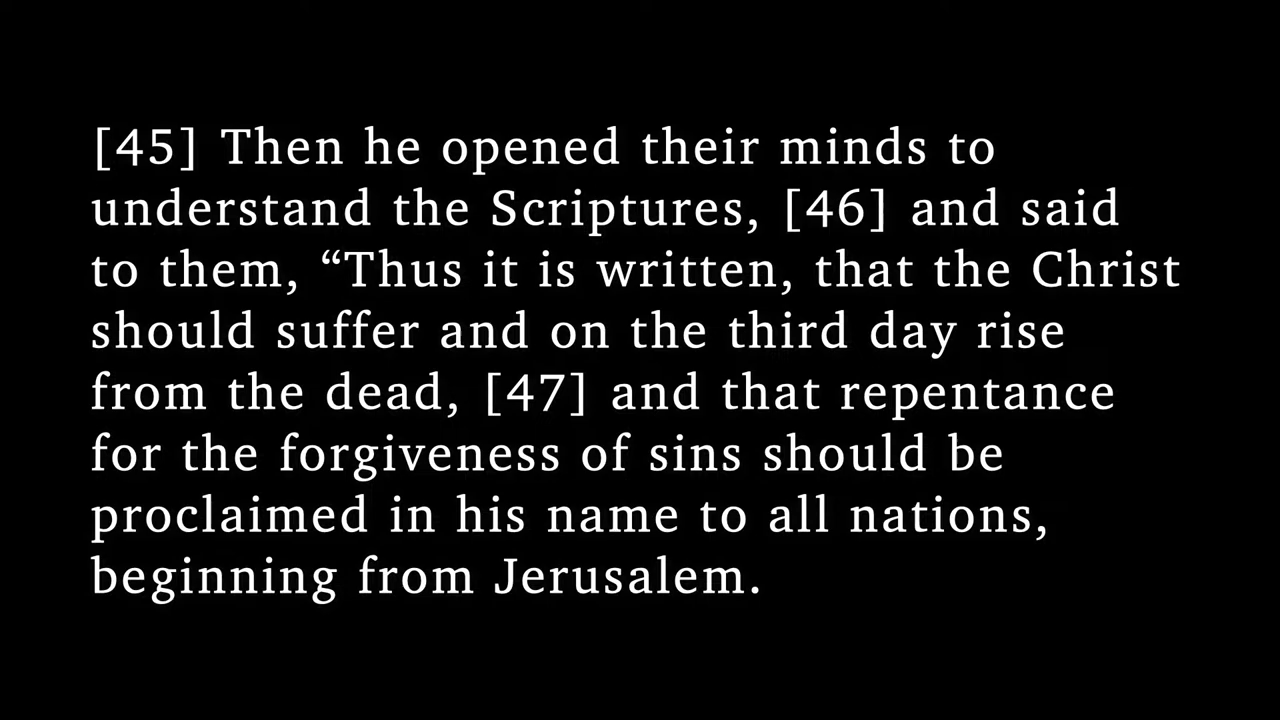 [45] Then he opened their minds to
understand the Scriptures, [46] and said
to them, “Thus it is written, that the Christ
should suffer and on the third day rise
from the dead, [47] and that repentance
for the forgiveness of sins should be
proclaimed in his name to all nations,
beginning from Jerusalem.